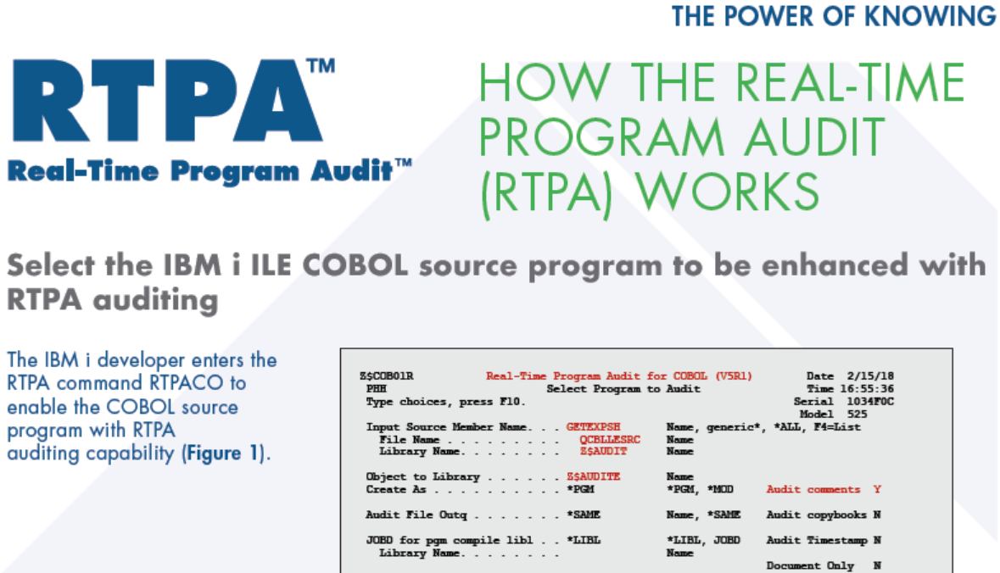 THE POWER OF KNOWING
RTPA™
Real-Time Program Audit™
HOW THE REAL-TIME
PROGRAM AUDIT
(RTPA) WORKS
Select the IBM i ILE COBOL source program to be enhanced with
RTPA auditing
The IBM i developer enters the
RTPA command RTPACO to
enable the COBOL source
program with RTPA
auditing capability (Figure 1).
Z$COB01R Real-Time Program Audit for COBOL (V5R1) Date 2/15/18
PHH Select Program to Audit Time 16:55:36
Type choices, press F10. Serial 1034F0C
Model 525
Input Source Member Name. . . GETEXPSH Name, generic*, *ALL, F4=List
File Name . . . . . . . . . QCBLLESRC Name
Library Name. . . . . . . . Z$AUDIT Name
Object to Library . . . . . . Z$AUDITE Name
Create As . . . . . . . . . . . *PGM *PGM, *MOD Audit comments Y
Audit File Outq . . . . . . . *SAME Name, *SAME Audit copybooks N
JOBD for pgm compile libl . . *LIBL *LIBL, JOBD Audit Timestamp N
Library Name. . . . . . . . Name
Document Only N